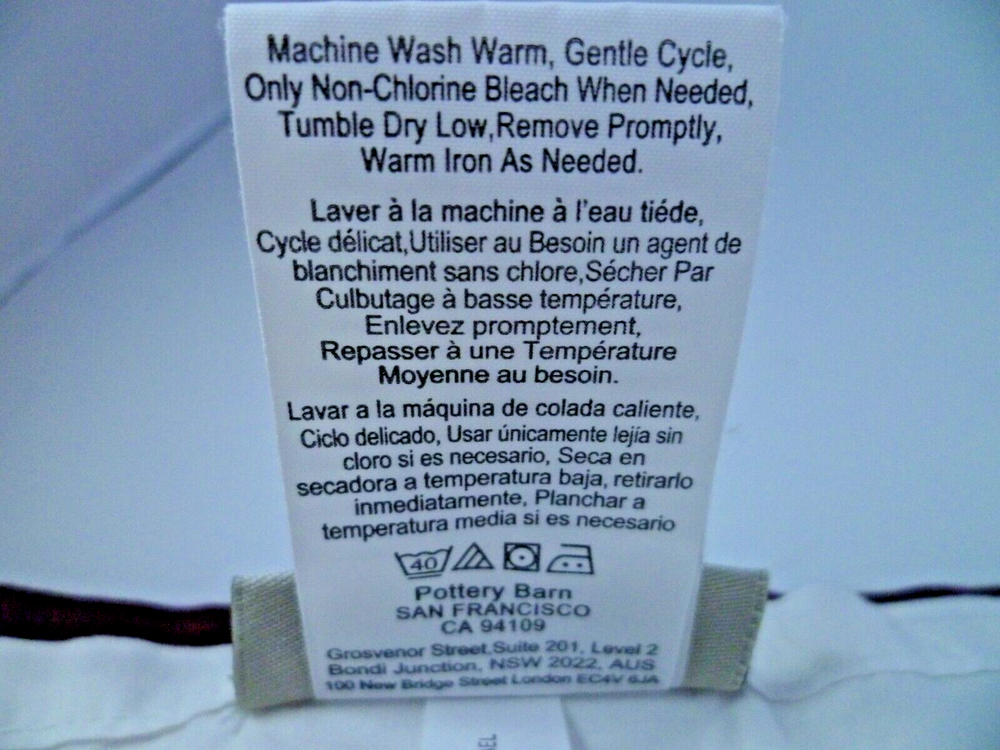 Machine Wash Warm, Gentle Cycle,
Only Non-Chlorine Bleach When Needed,
Tumble Dry Low,Remove Promptly,
Warm Iron As Needed.
Laver à la machine à l'eau tiéde,
Cycle délicat,Utiliser au Besoin un agent de
blanchiment sans chlore,Sécher Par
Culbutage à basse température,
Enlevez promptement,
Repasser à une Température
Moyenne au besoin.
Lavar a la máquina de colada caliente,
Ciclo delicado, Usar únicamente lejía sin
cloro si es necesario, Seca en
secadora a temperatura baja, retirarlo
inmediatamente, Planchar a
temperatura media si es necesario
40
Pottery Barn
SAN FRANCISCO
CA 94109
Grosvenor Street,Suite 201, Level 2
Bondi Junction, NSW 2022, AUS
100 New Bridge Street London EC4V 6JA